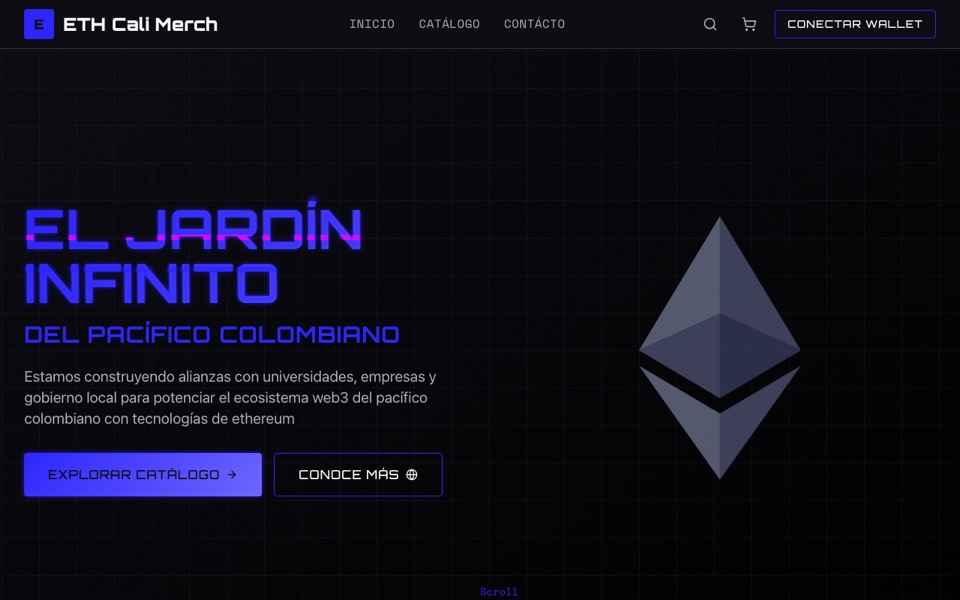 E ETH Cali Merch INICIO CATÁLOGO CONTÁCTO CONECTAR WALLET
EL JARDÍN
INFINITO
DEL PACÍFICO COLOMBIANO
Estamos construyendo alianzas con universidades, empresas y
gobierno local para potenciar el ecosistema web3 del pacífico
colombiano con tecnologías de ethereum
EXPLORAR CATÁLOGO → CONOCE MÁS
Scroll